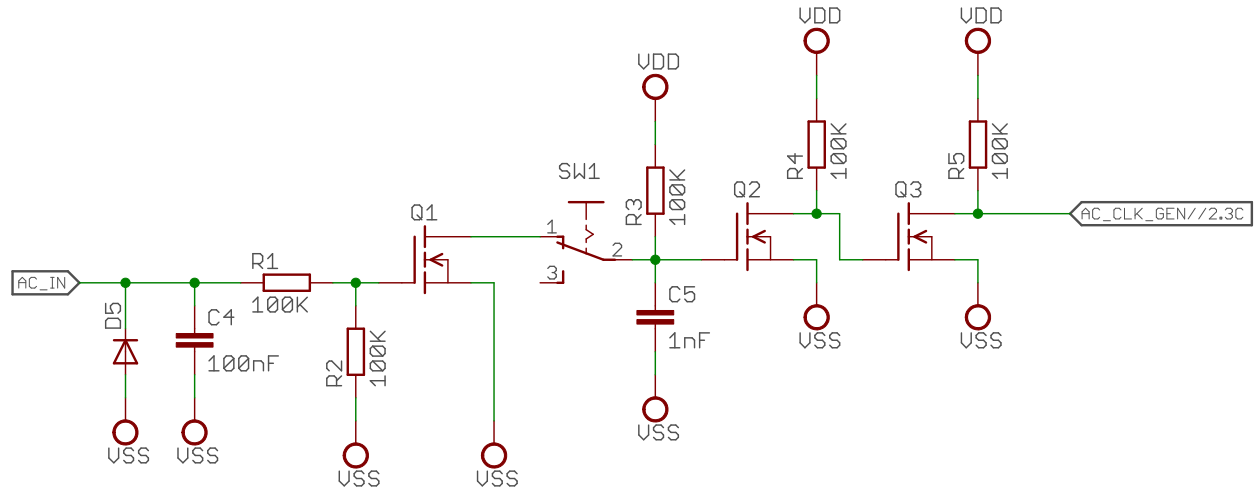 VDD
VDD
VDD
R4
100K
R5
100K
SW1
R3
100K
Q2
Q3
Q1
1
2
3
AC_CLK_GEN//2.3C
AC_IN
R1
100K
D5
C4
100nF
R2
100K
C5
1nF
VSS
VSS
VSS
VSS
VSS
VSS
VSS